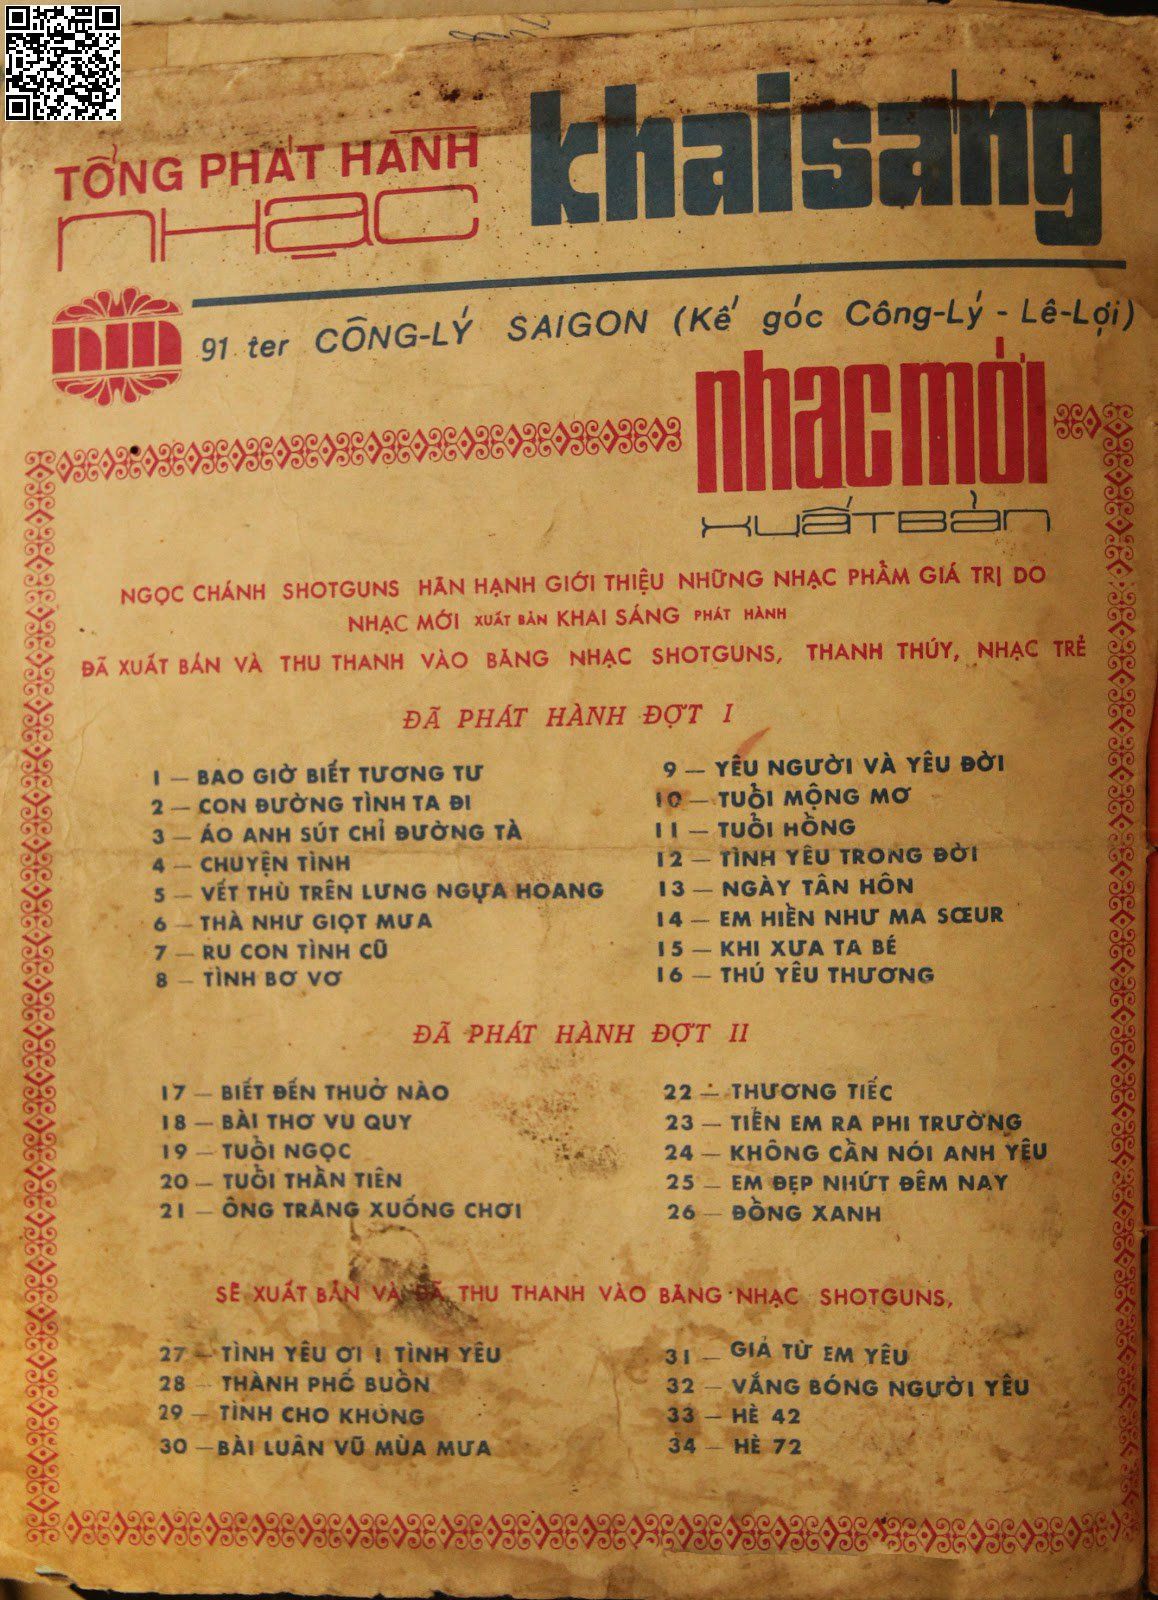 TỔNG PHÁT HÀNH
NHẠC
khai sáng
91 ter CÔNG-LÝ SAIGON (Kế góc Công-Lý - Lê-Lợi)
nhạc mới
XUẤT BẢN
NGỌC CHÁNH SHOTGUNS HÂN HẠNH GIỚI THIỆU NHỮNG NHẠC PHẨM GIÁ TRỊ DO
NHẠC MỚI XUẤT BẢN KHAI SÁNG PHÁT HÀNH
ĐÃ XUẤT BẢN VÀ THU THANH VÀO BĂNG NHẠC SHOTGUNS, THANH THÚY, NHẠC TRẺ
ĐÃ PHÁT HÀNH ĐỢT I
1 — BAO GIỜ BIẾT TƯƠNG TƯ
2 — CON ĐƯỜNG TÌNH TA ĐI
3 — ÁO ANH SÚT CHỈ ĐƯỜNG TÀ
4 — CHUYỆN TÌNH
5 — VẾT THÙ TRÊN LƯNG NGỰA HOANG
6 — THÀ NHƯ GIỌT MƯA
7 — RU CON TÌNH CŨ
8 — TÌNH BƠ VƠ
9 — YÊU NGƯỜI VÀ YÊU ĐỜI
10 — TUỔI MỘNG MƠ
11 — TUỔI HỒNG
12 — TÌNH YÊU TRONG ĐỜI
13 — NGÀY TÂN HÔN
14 — EM HIỀN NHƯ MA SŒUR
15 — KHI XƯA TA BÉ
16 — THÚ YÊU THƯƠNG
ĐÃ PHÁT HÀNH ĐỢT II
17 — BIẾT ĐẾN THUỞ NÀO
18 — BÀI THƠ VU QUY
19 — TUỔI NGỌC
20 — TUỔI THẦN TIÊN
21 — ÔNG TRĂNG XUỐNG CHƠI
22 — THƯƠNG TIẾC
23 — TIỄN EM RA PHI TRƯỜNG
24 — KHÔNG CẦN NÓI ANH YÊU
25 — EM ĐẸP NHỨT ĐÊM NAY
26 — ĐỒNG XANH
SẼ XUẤT BẢN VÀ ĐÃ THU THANH VÀO BĂNG NHẠC SHOTGUNS,
27 — TÌNH YÊU ƠI ! TÌNH YÊU
28 — THÀNH PHỐ BUỒN
29 — TÌNH CHO KHÔNG
30 — BÀI LUÂN VŨ MÙA MƯA
31 — GIẢ TỪ EM YÊU
32 — VẮNG BÓNG NGƯỜI YÊU
33 — HÈ 42
34 — HÈ 72